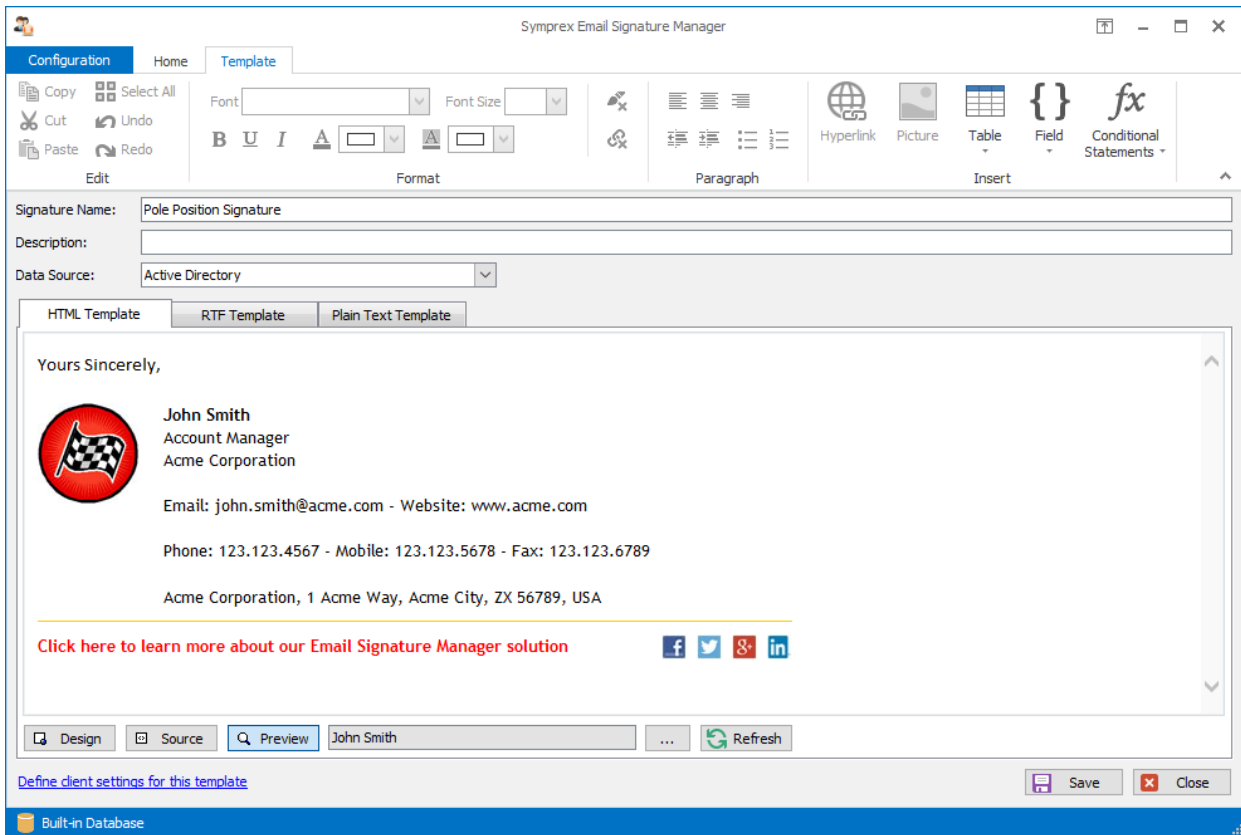 Symprex Email Signature Manager
Configuration Home Template
Copy Select All
Cut Undo
Paste Redo
Font Font Size
B U I A A
Hyperlink Picture Table Field Conditional Statements
Edit Format Paragraph Insert
Signature Name: Pole Position Signature
Description:
Data Source: Active Directory
HTML Template RTF Template Plain Text Template
Yours Sincerely,
John Smith
Account Manager
Acme Corporation
Email: john.smith@acme.com - Website: www.acme.com
Phone: 123.123.4567 - Mobile: 123.123.5678 - Fax: 123.123.6789
Acme Corporation, 1 Acme Way, Acme City, ZX 56789, USA
Click here to learn more about our Email Signature Manager solution f 8+ in
Design Source Preview John Smith ... Refresh
Define client settings for this template Save Close
Built-in Database